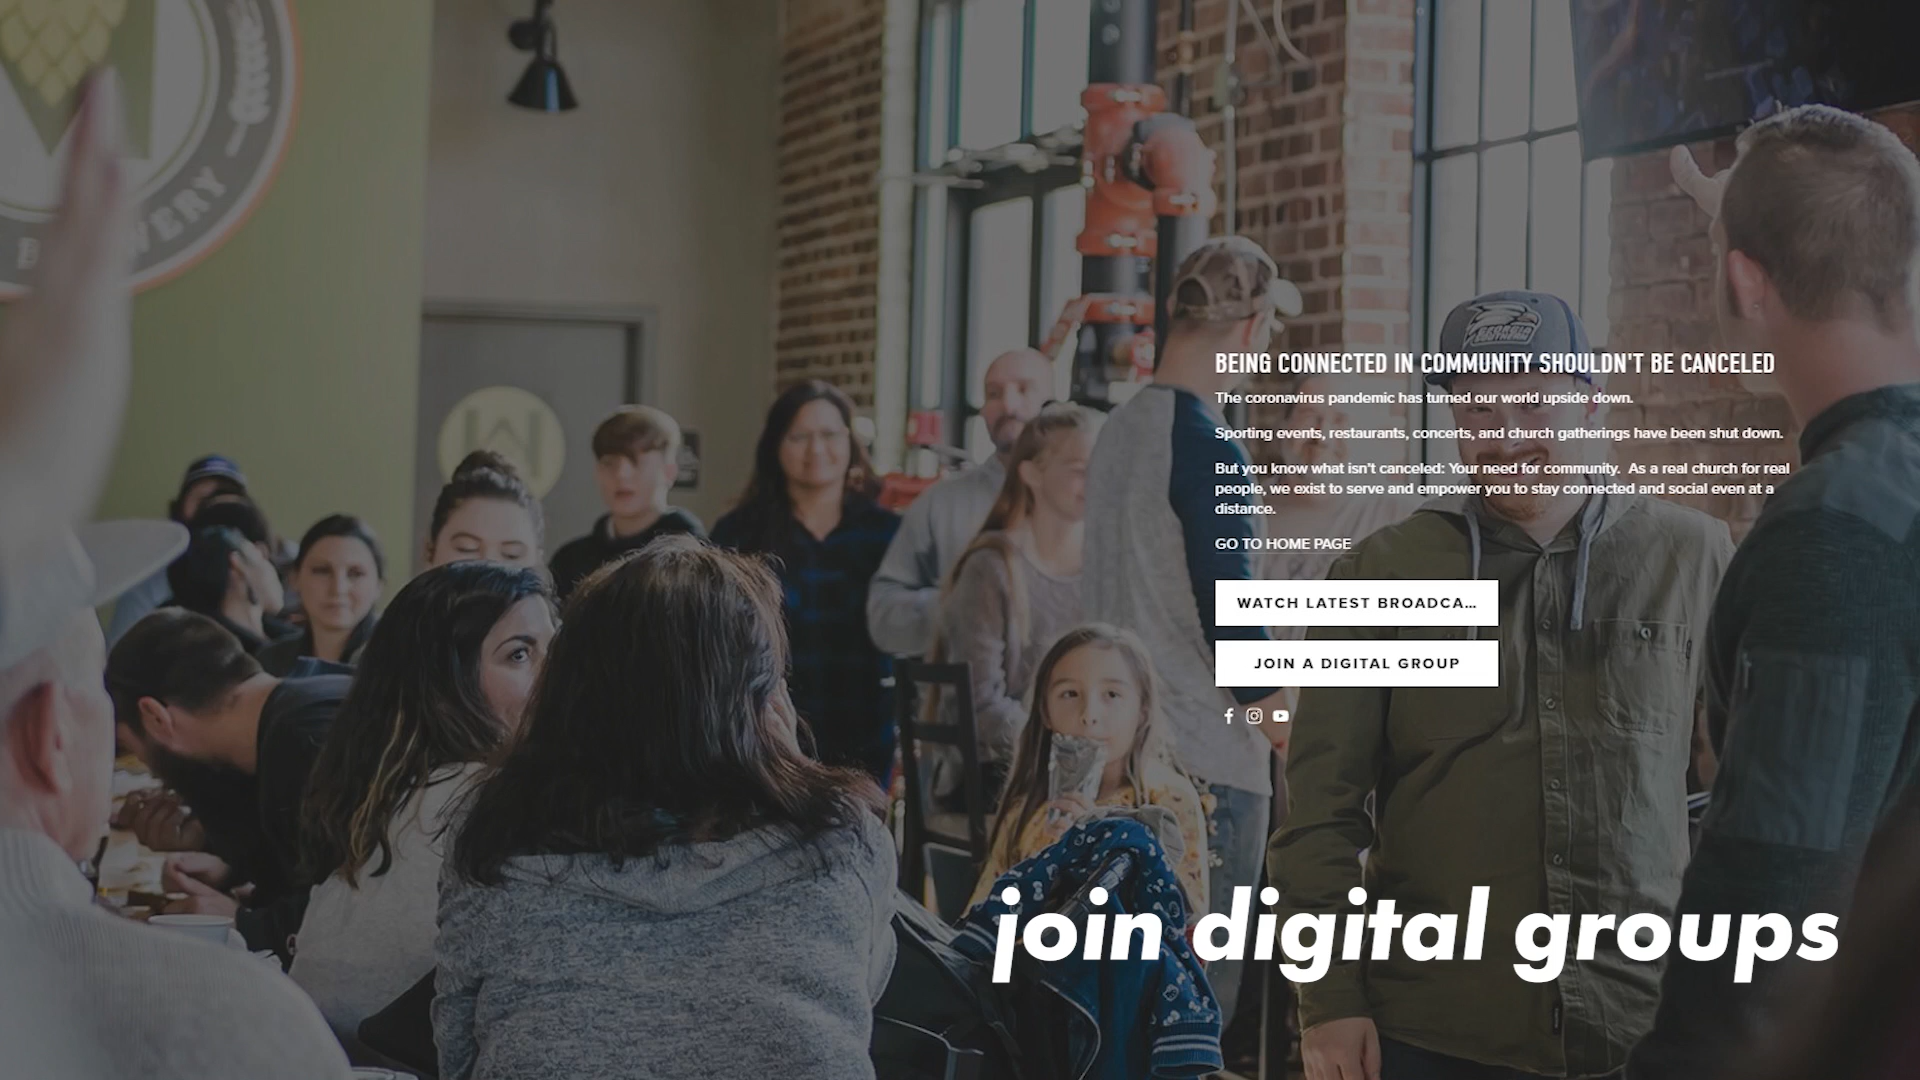 BREWERY
GEORGIA
SOUTHERN
BEING CONNECTED IN COMMUNITY SHOULDN'T BE CANCELED
The coronavirus pandemic has turned our world upside down.
Sporting events, restaurants, concerts, and church gatherings have been shut down.
But you know what isn't canceled: Your need for community.  As a real church for real
people, we exist to serve and empower you to stay connected and social even at a
distance.
GO TO HOME PAGE
WATCH LATEST BROADCA...
JOIN A DIGITAL GROUP
join digital groups